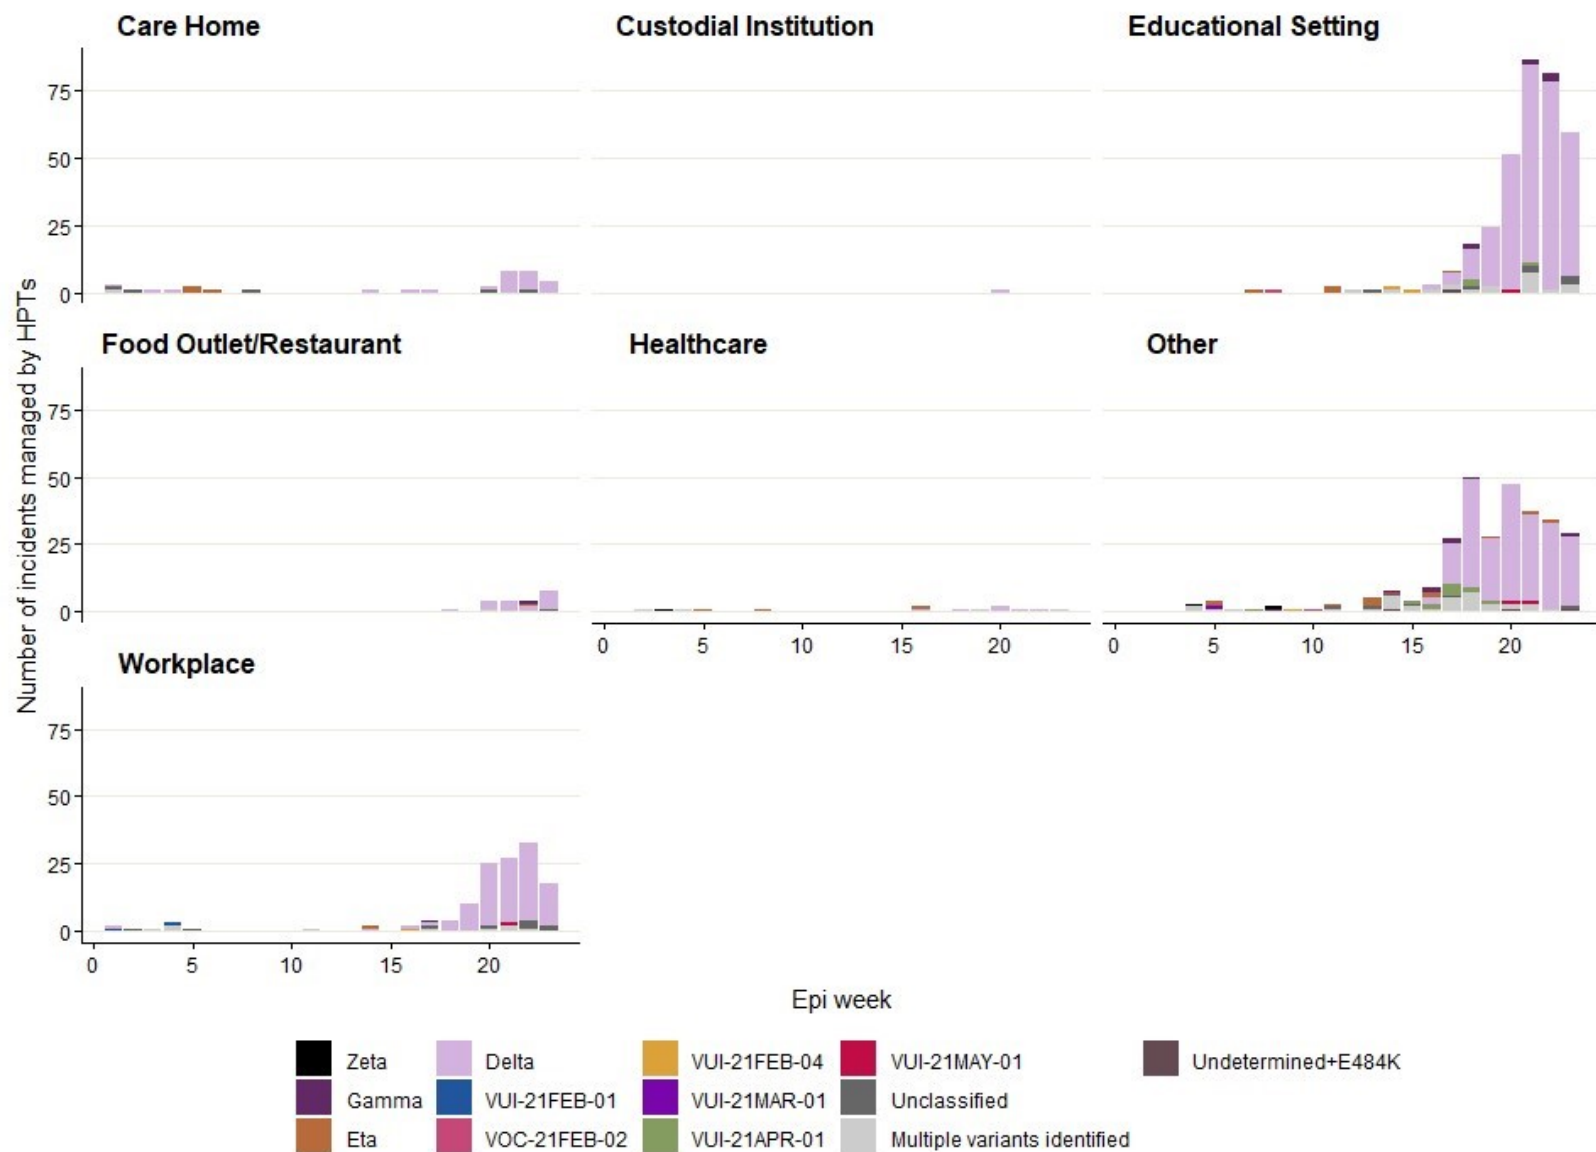 Care Home
Custodial Institution
Educational Setting
75
50
25
0
Food Outlet/Restaurant
Healthcare
Other
75
50
25
0
0 5 10 15 20
0 5 10 15 20
Workplace
75
50
25
0
0 5 10 15 20
Number of incidents managed by HPTs
Epi week
Zeta
Delta
VUI-21FEB-04
VUI-21MAY-01
Undetermined+E484K
Gamma
VUI-21FEB-01
VUI-21MAR-01
Unclassified
Eta
VOC-21FEB-02
VUI-21APR-01
Multiple variants identified